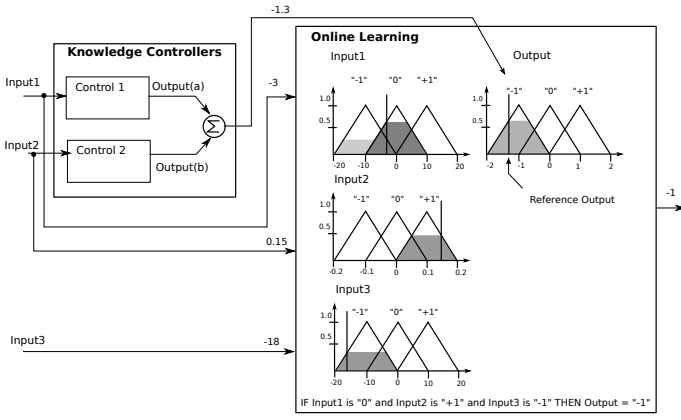 -1.3
Knowledge Controllers
Online Learning
Input1
Output
Input1
Control 1
Output(a)
-3
"-1" "0" "+1"
1.0
0.5
-20 -10 0 10 20
"-1" "0" "+1"
1.0
0.5
-2 -1 0 1 2
Σ
Input2
Control 2
Output(b)
Reference Output
-1
Input2
"-1" "0" "+1"
1.0
0.5
-0.2 -0.1 0 0.1 0.2
0.15
Input3
"-1" "0" "+1"
1.0
0.5
-20 -10 0 10 20
Input3
-18
IF Input1 is "0" and Input2 is "+1" and Input3 is "-1" THEN Output = "-1"